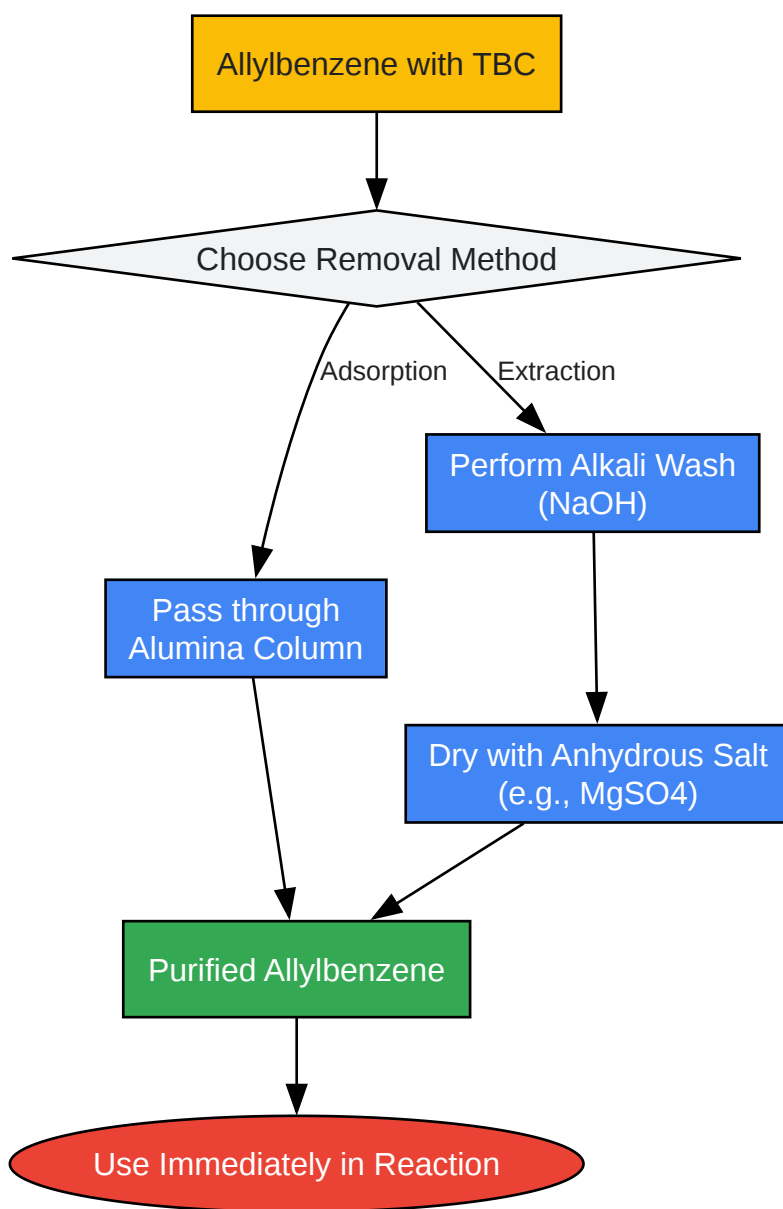 Allylbenzene with TBC
Choose Removal Method
Adsorption
Extraction
Perform Alkali Wash
(NaOH)
Pass through
Alumina Column
Dry with Anhydrous Salt
(e.g., MgSO4)
Purified Allylbenzene
Use Immediately in Reaction